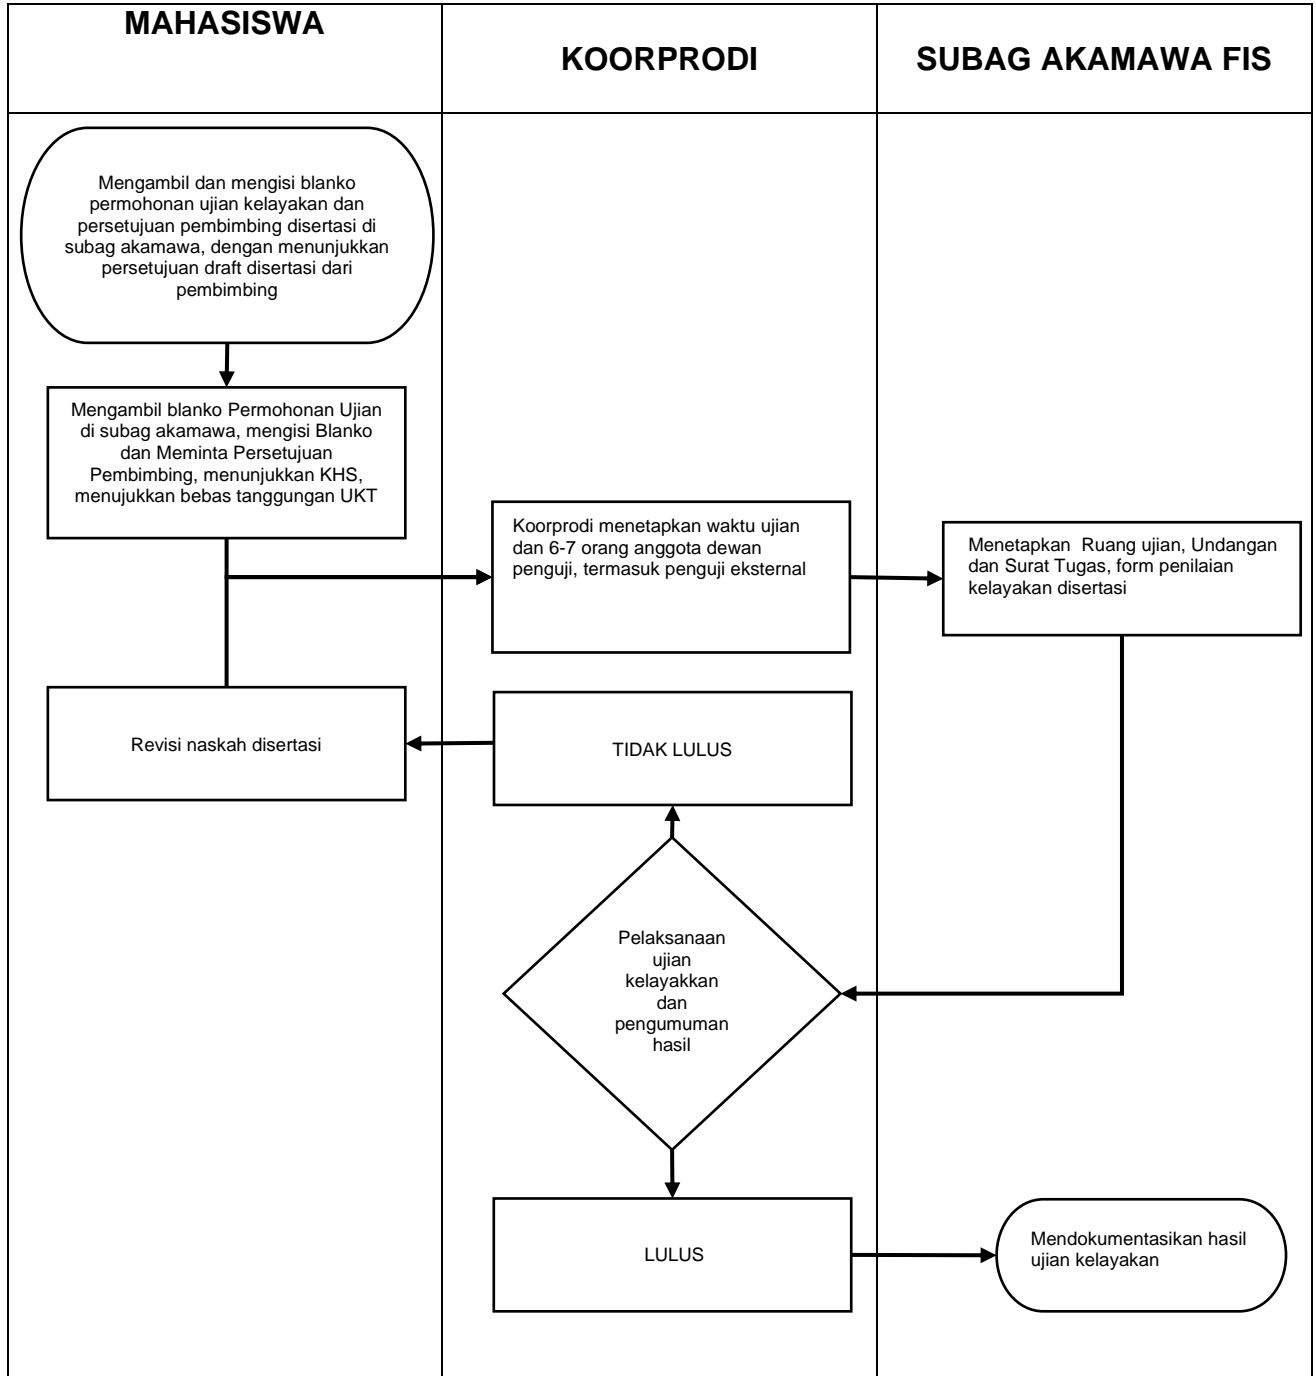 MAHASISWA
KOORPRODI
SUBAG AKAMAWA FIS
Mengambil dan mengisi blanko
permohonan ujian kelayakan dan
persetujuan pembimbing disertasi di
subag akamawa, dengan menunjukkan
persetujuan draft disertasi dari
pembimbing
Mengambil blanko Permohonan Ujian
di subag akamawa, mengisi Blanko
dan Meminta Persetujuan
Pembimbing, menunjukkan KHS,
menujukkan bebas tanggungan UKT
Koorprodi menetapkan waktu ujian
dan 6-7 orang anggota dewan
penguji, termasuk penguji eksternal
Menetapkan Ruang ujian, Undangan
dan Surat Tugas, form penilaian
kelayakan disertasi
Revisi naskah disertasi
TIDAK LULUS
Pelaksanaan
ujian
kelayakkan
dan
pengumuman
hasil
LULUS
Mendokumentasikan hasil
ujian kelayakan